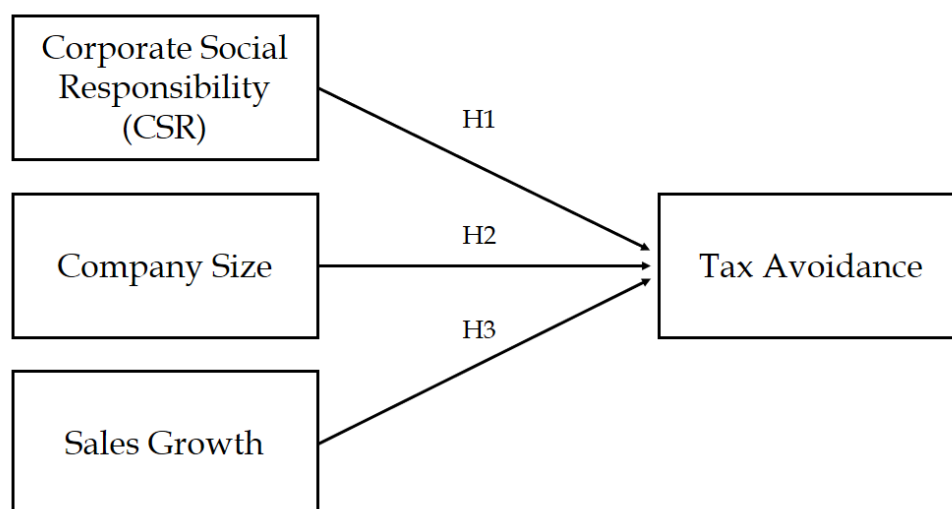 Corporate Social
Responsibility
(CSR)
H1
Company Size
H2
Tax Avoidance
H3
Sales Growth